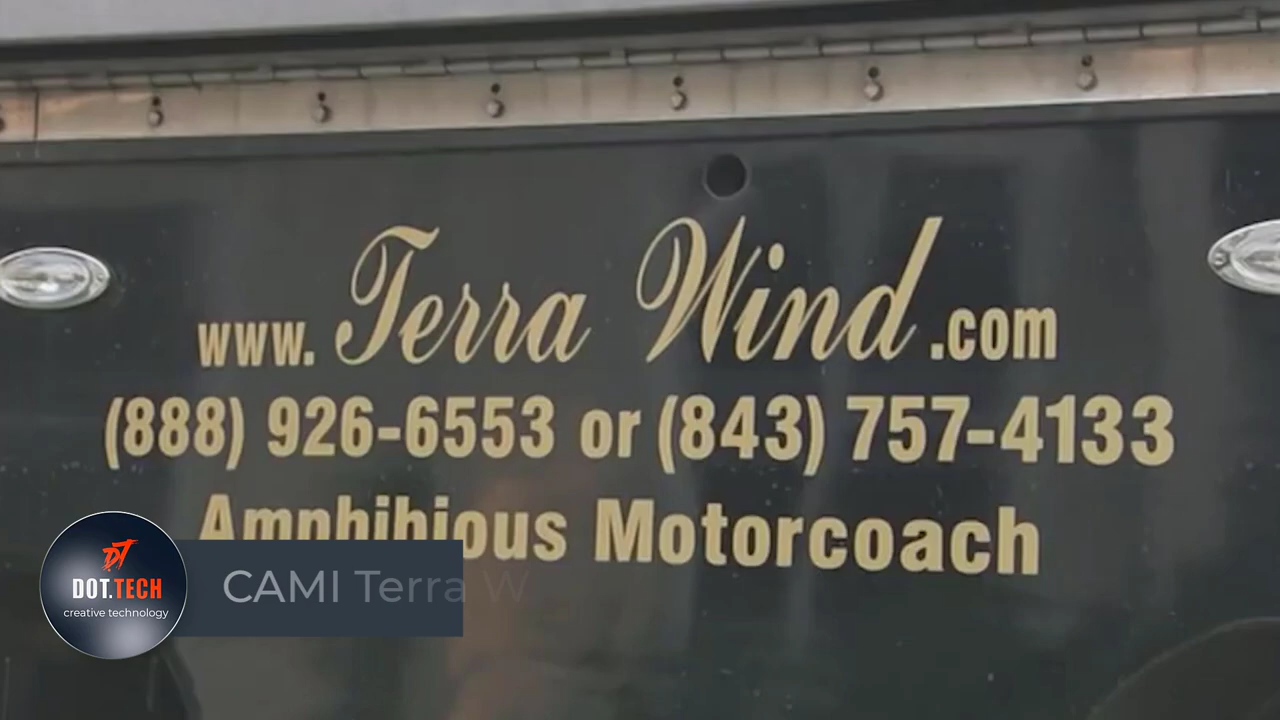 www. Terra Wind .com
(888) 926-6553 or (843) 757-4133
Amphibious Motorcoach
DT
DOT.TECH
creative technology
CAMI Terra W